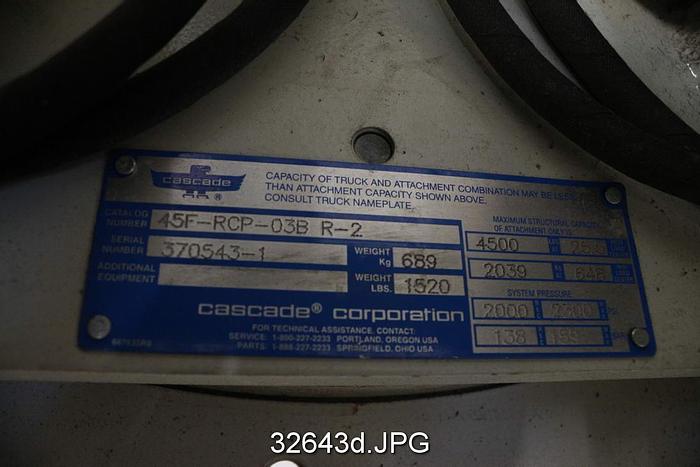 cascade®
CAPACITY OF TRUCK AND ATTACHMENT COMBINATION MAY BE LESS
THAN ATTACHMENT CAPACITY SHOWN ABOVE.
CONSULT TRUCK NAMEPLATE.
CATALOG NUMBER 45F-RCP-03B R-2
SERIAL NUMBER 370543-1
WEIGHT Kg 689
ADDITIONAL EQUIPMENT
WEIGHT LBS. 1520
MAXIMUM STRUCTURAL CAPACITY
OF ATTACHMENT ONLY IS
4500
2039 648
SYSTEM PRESSURE
2000 2300
138
cascade® corporation
FOR TECHNICAL ASSISTANCE, CONTACT:
SERVICE: 1-800-227-2233 PORTLAND, OREGON USA
PARTS: 1-888-227-2233 SPRINGFIELD, OHIO USA
32643d.JPG